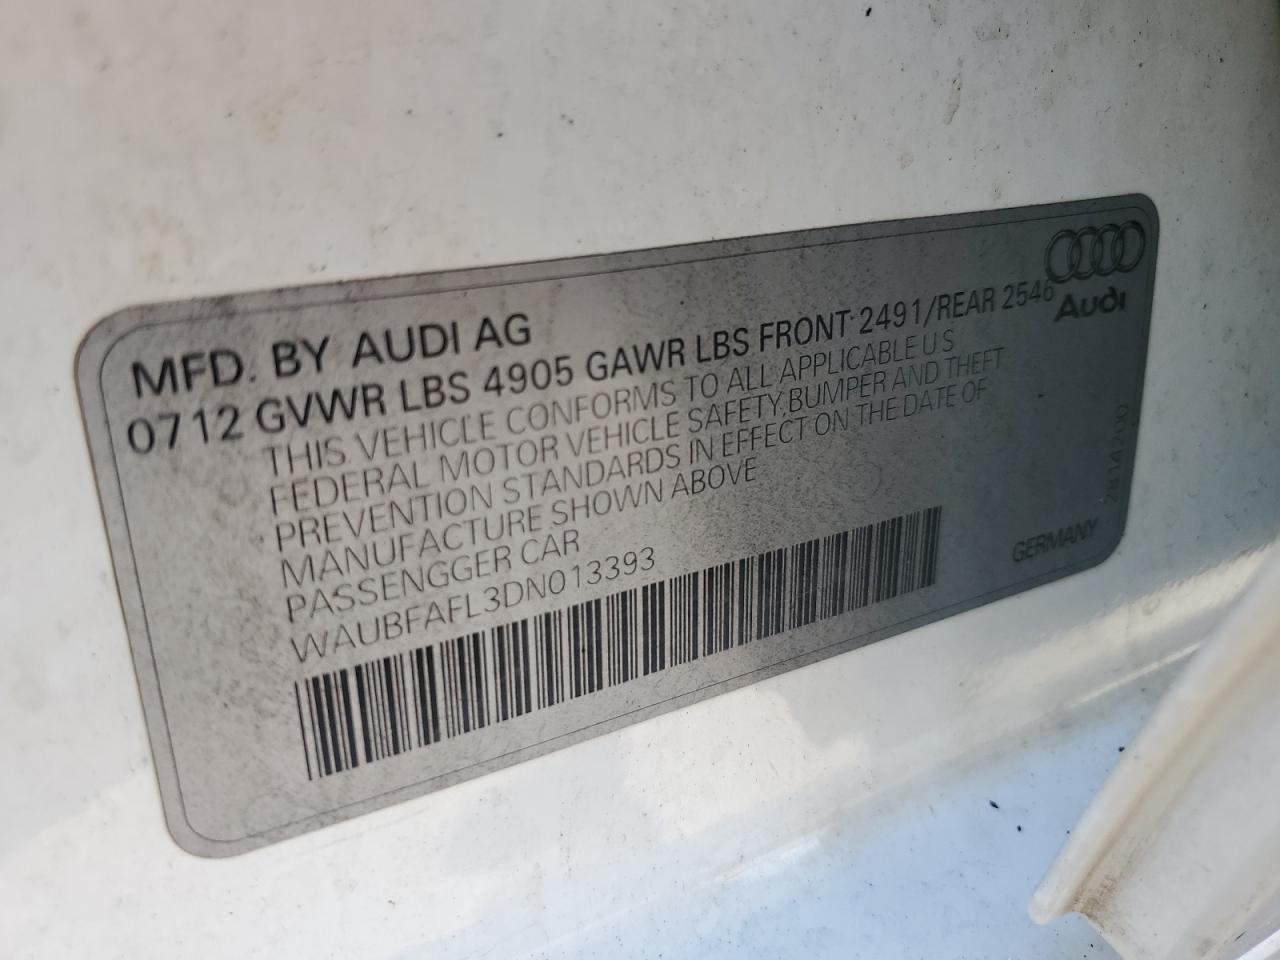 MFD. BY AUDI AG
0712 GVWR LBS 4905 GAWR LBS FRONT 2491/REAR 2546
Audi
THIS VEHICLE CONFORMS TO ALL APPLICABLE U S
FEDERAL MOTOR VEHICLE SAFETY, BUMPER AND THEFT
PREVENTION STANDARDS IN EFFECT ON THE DATE OF
MANUFACTURE SHOWN ABOVE
PASSENGGER CAR
WAUBFAFL3DN013393
GERMANY